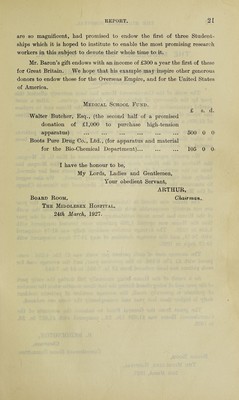 REPORT. 21
are so magnificent, had promised to endow the first of three Student-
ships which it is hoped to institute to enable the most promising research
workers in this subject to devote their whole time to it.
Mr. Baron's gift endows with an income of £300 a year the first of these
for Great Britain. We hope that his example may inspire other generous
donors to endow those for the Overseas Empire, and for the United States
of America.
MEDICAL SCHOOL FUND.
£ s. d.
Walter Butcher, Esq., (the second half of a promised
donation of £1,000 to purchase high-tension
apparatus) ... ... ... ... ... ... 500 0 0
Boots Pure Drug Co., Ltd., (for apparatus and material
for the Bio-Chemical Department)... ... ... 105 0 0
I have the honour to be,
My Lords, Ladies and Gentlemen,
Your obedient Servant,
ARTHUR,
BOARD ROOM, Chairman.
THE MIDDLESEX HOSPITAL.
24th March, 1927.